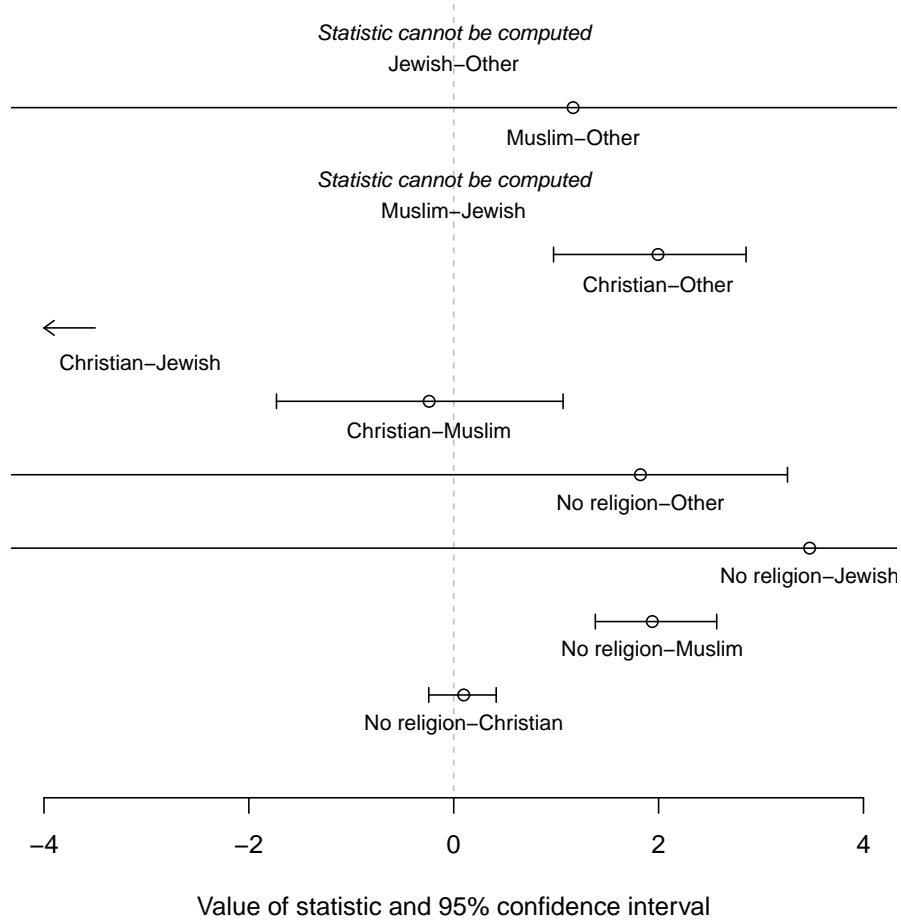 Statistic cannot be computed
Jewish−Other
Muslim−Other
Statistic cannot be computed
Muslim−Jewish
Christian−Other
Christian−Jewish
Christian−Muslim
No religion−Other
No religion−Jewish
No religion−Muslim
No religion−Christian
−4 −2 0 2 4
Value of statistic and 95% confidence interval